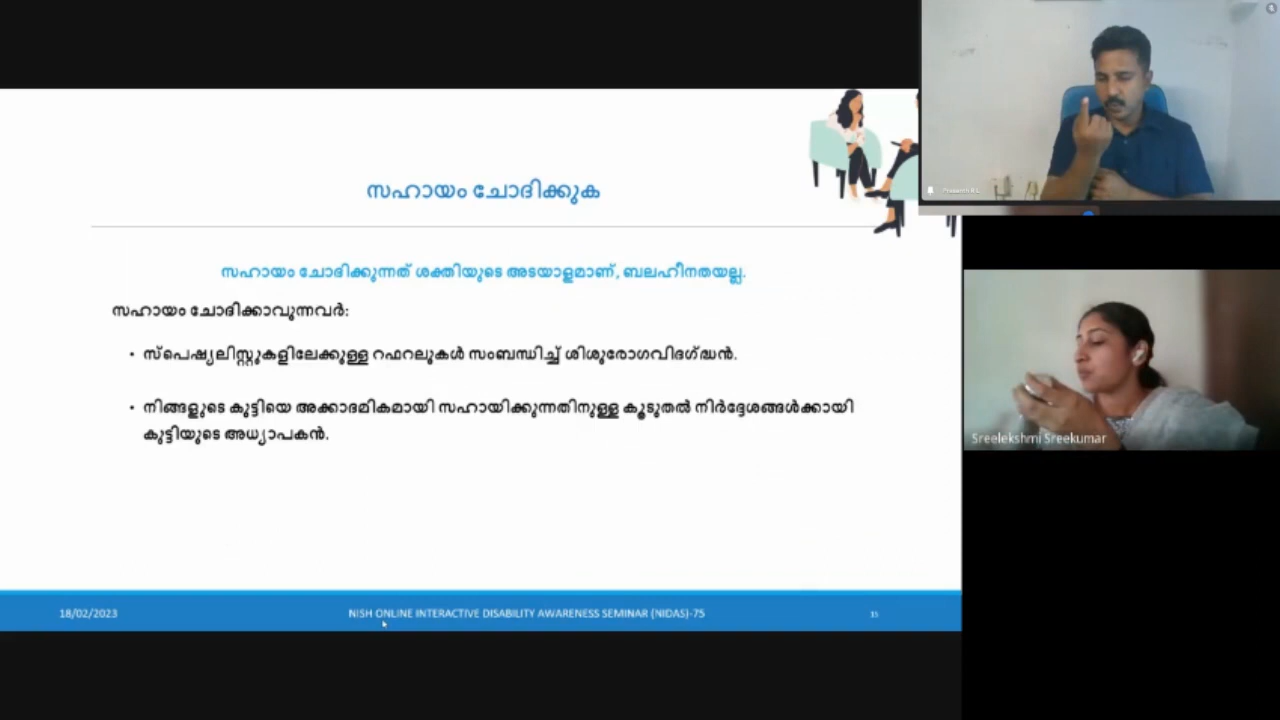 സഹായം ചോദിക്കുക
സഹായം ചോദിക്കുന്നത് ശക്തിയുടെ അടയാളമാണ്, ബലഹീനതയല്ല.
സഹായം ചോദിക്കാവുന്നവർ:
• സ്പെഷ്യലിസ്റ്റുകളിലേക്കുള്ള റഫറലുകൾ സംബന്ധിച്ച് ശിശുരോഗവിദഗ്ദ്ധൻ.
• നിങ്ങളുടെ കുട്ടിയെ അക്കാദമികമായി സഹായിക്കുന്നതിനുള്ള കൂടുതൽ നിർദ്ദേശങ്ങൾക്കായി
കുട്ടിയുടെ അധ്യാപകൻ.
18/02/2023 NISH ONLINE INTERACTIVE DISABILITY AWARENESS SEMINAR (NIDAS)-75 15
Sreelekshmi Sreekumar